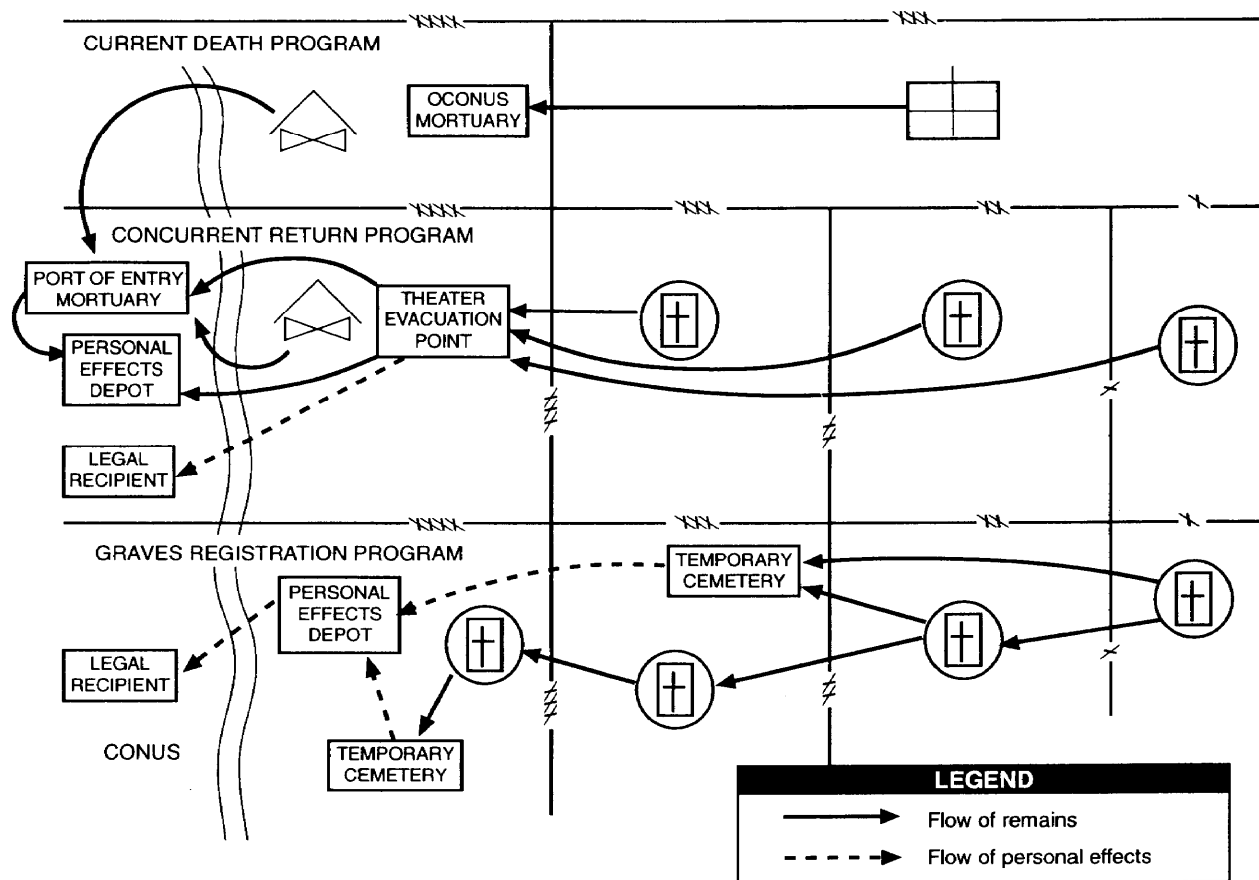 CURRENT DEATH PROGRAM
OCONUS
MORTUARY
CONCURRENT RETURN PROGRAM
PORT OF ENTRY
MORTUARY
THEATER
EVACUATION
POINT
PERSONAL
EFFECTS
DEPOT
LEGAL
RECIPIENT
GRAVES REGISTRATION PROGRAM
TEMPORARY
CEMETERY
PERSONAL
EFFECTS
DEPOT
LEGAL
RECIPIENT
CONUS
TEMPORARY
CEMETERY
LEGEND
Flow of remains
Flow of personal effects